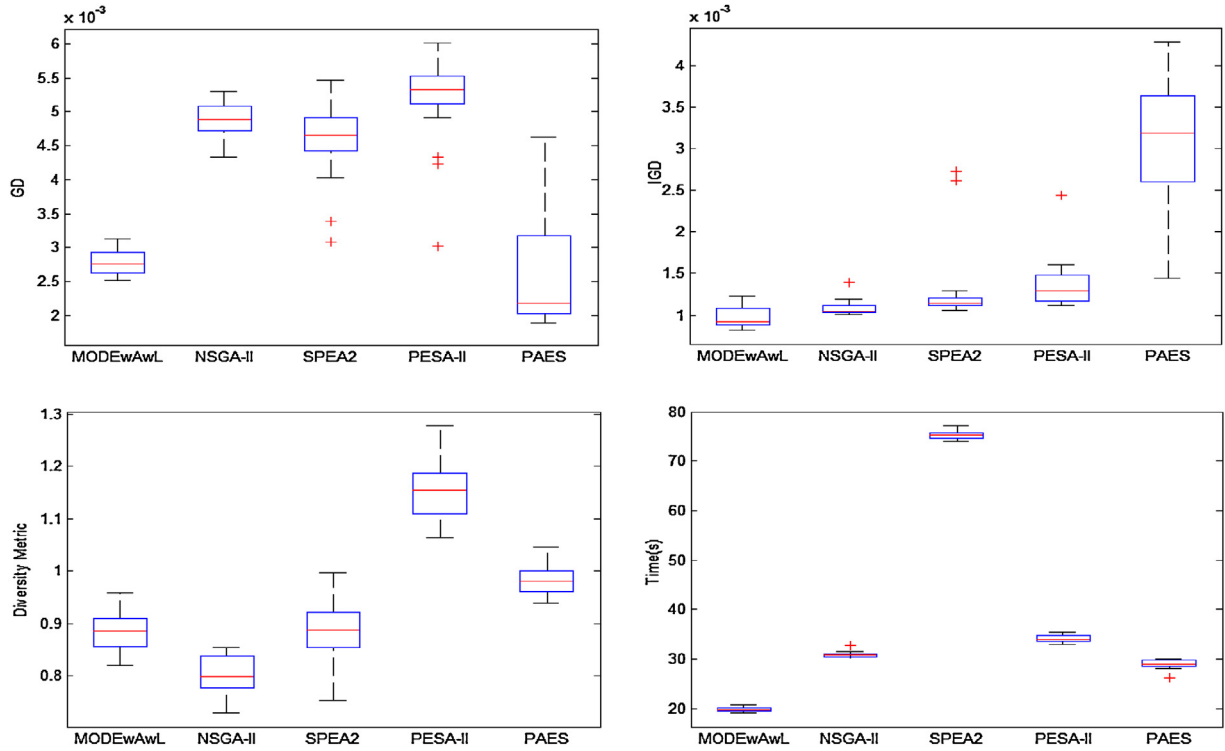 x 10⁻³
GD
6
5.5
5
4.5
4
3.5
3
2.5
2
MODEwAwL NSGA-II SPEA2 PESA-II PAES
x 10⁻³
IGD
4
3.5
3
2.5
2
1.5
1
MODEwAwL NSGA-II SPEA2 PESA-II PAES
Diversity Metric
1.3
1.2
1.1
1
0.9
0.8
MODEwAwL NSGA-II SPEA2 PESA-II PAES
Time(s)
80
70
60
50
40
30
20
MODEwAwL NSGA-II SPEA2 PESA-II PAES